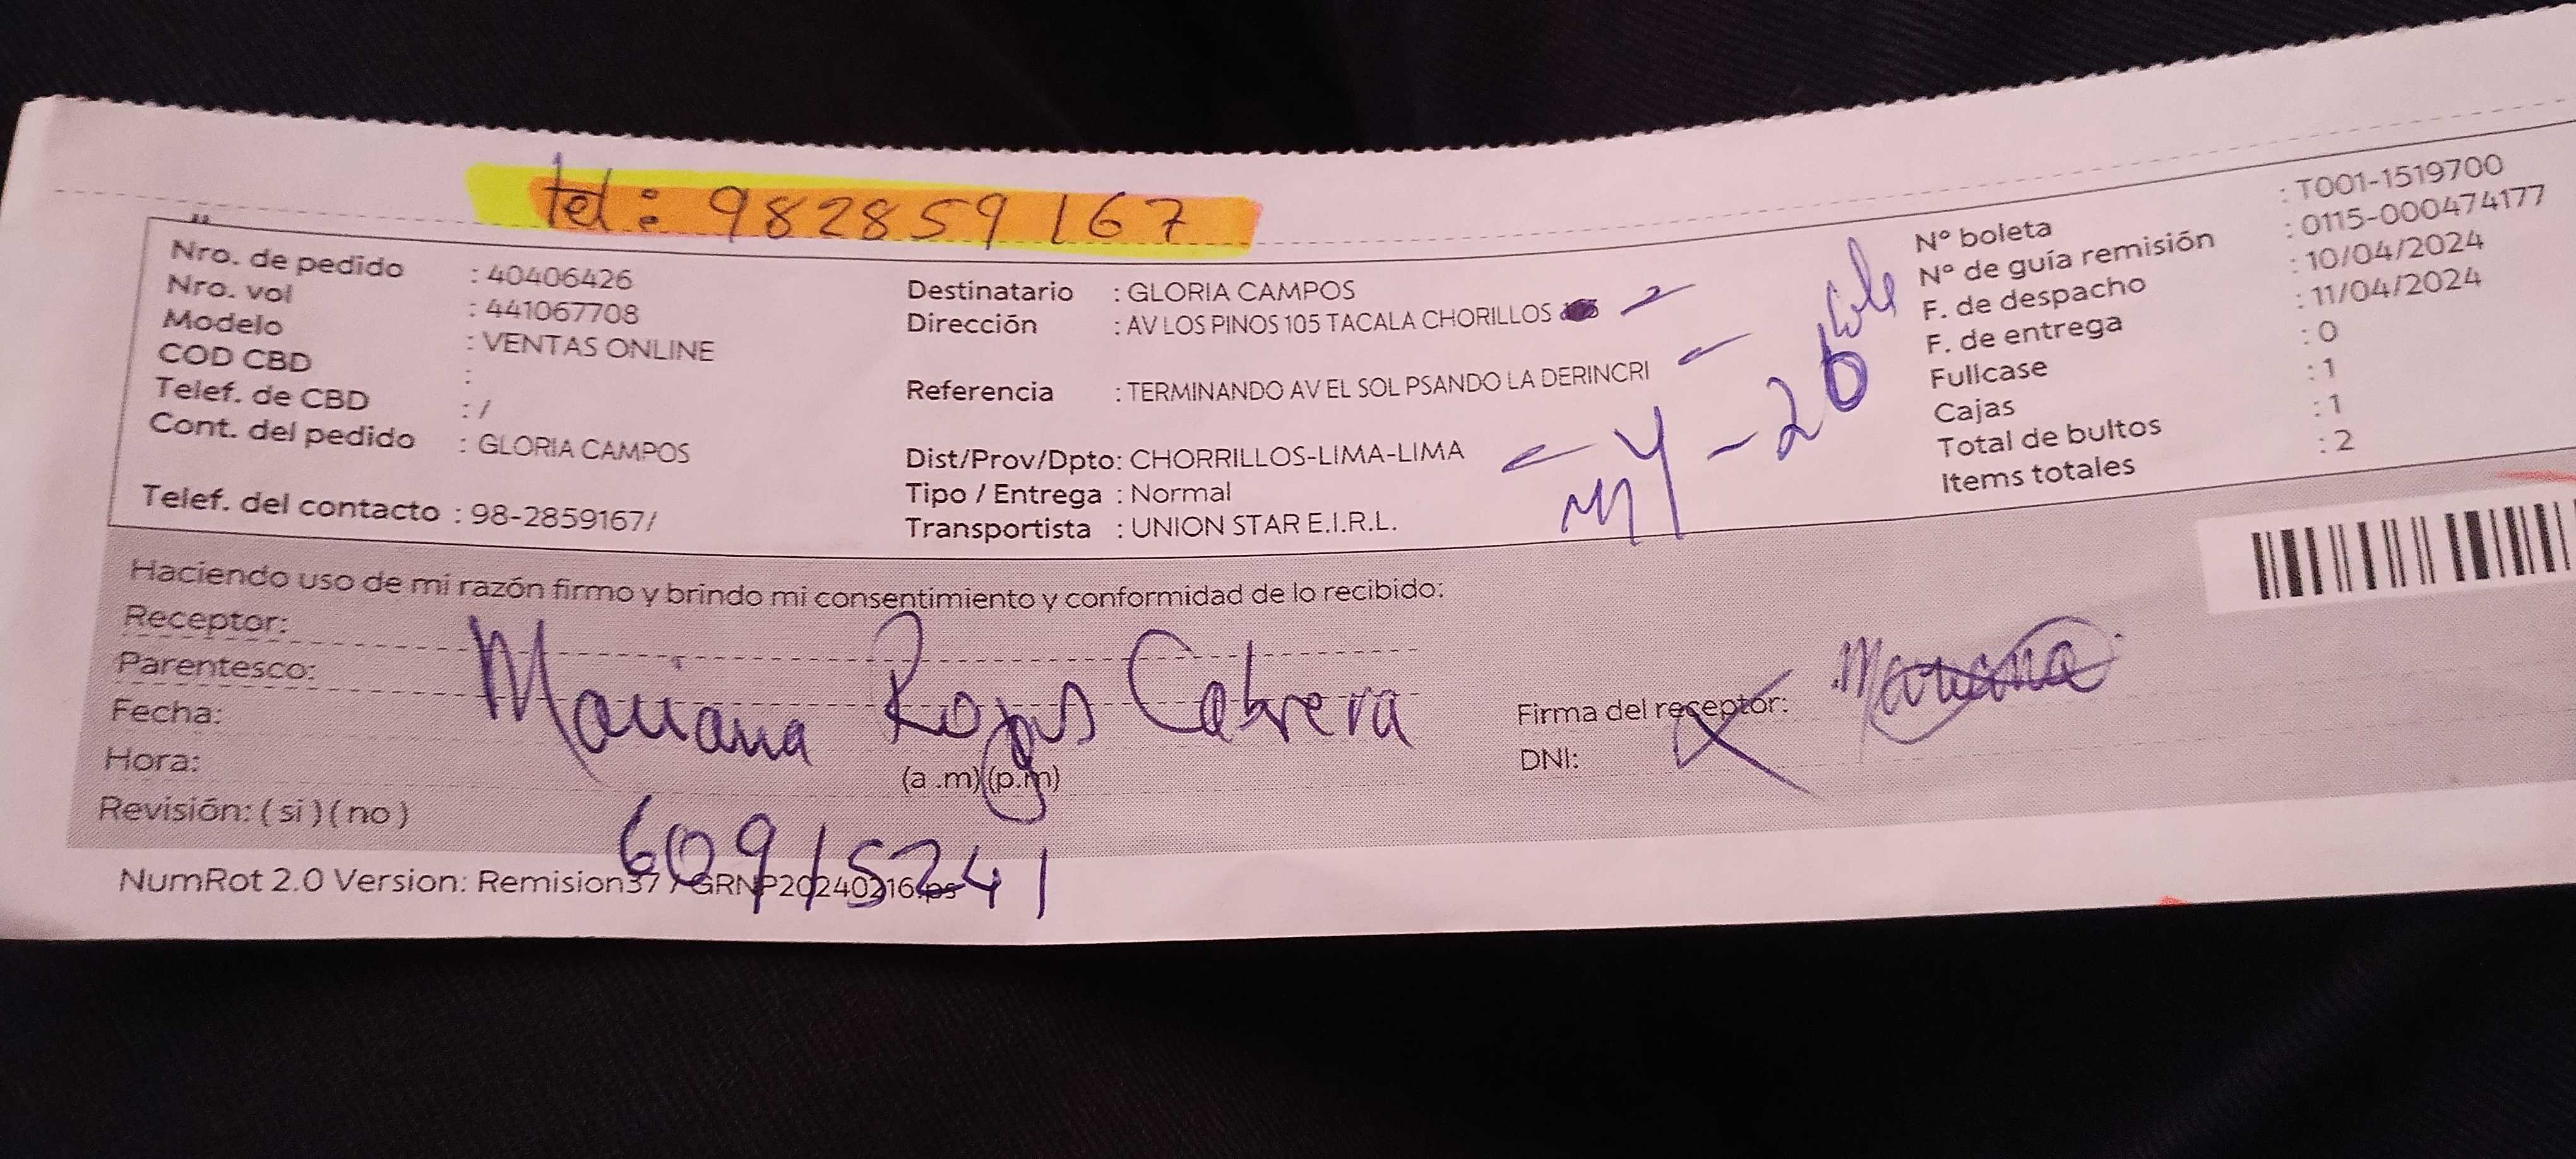 tel: 982859167
Nro. de pedido : 40406426
Nro. vol : 441067708
Modelo : VENTAS ONLINE
COD CBD :
Telef. de CBD : /
Cont. del pedido : GLORIA CAMPOS
Telef. del contacto : 98-2859167/
Destinatario : GLORIA CAMPOS
Dirección : AV LOS PINOS 105 TACALA CHORILLOS
Referencia : TERMINANDO AV EL SOL PSANDO LA DERINCRI
Dist/Prov/Dpto: CHORRILLOS-LIMA-LIMA
Tipo / Entrega : Normal
Transportista : UNION STAR E.I.R.L.
N° boleta : T001-1519700
N° de guía remisión : 0115-000474177
F. de despacho : 10/04/2024
F. de entrega : 11/04/2024
Fullcase : 0
Cajas : 1
Total de bultos : 1
Items totales : 2
Haciendo uso de mi razón firmo y brindo mi consentimiento y conformidad de lo recibido:
Receptor:
Parentesco:
Mariana Rojas Cabrera
Fecha:
Hora: (a .m)(p.m)
Revisión: ( si ) ( no )
60915241
Firma del receptor: Mariana
DNI:
NumRot 2.0 Version: Remision37 / GRNP20240216.ps